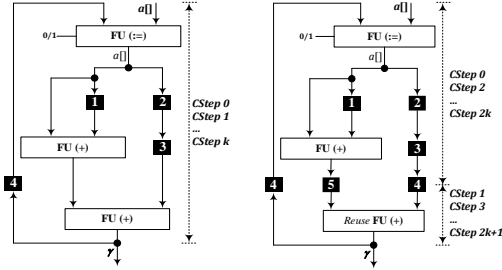 a[]
0/1
FU (:=)
a[]
1
2
FU (+)
3
4
FU (+)
γ
CStep 0
CStep 1
...
CStep k
a[]
0/1
FU (:=)
a[]
1
2
FU (+)
3
4
5
4
Reuse FU (+)
γ
CStep 0
CStep 2
...
CStep 2k
CStep 1
CStep 3
...
CStep 2k+1